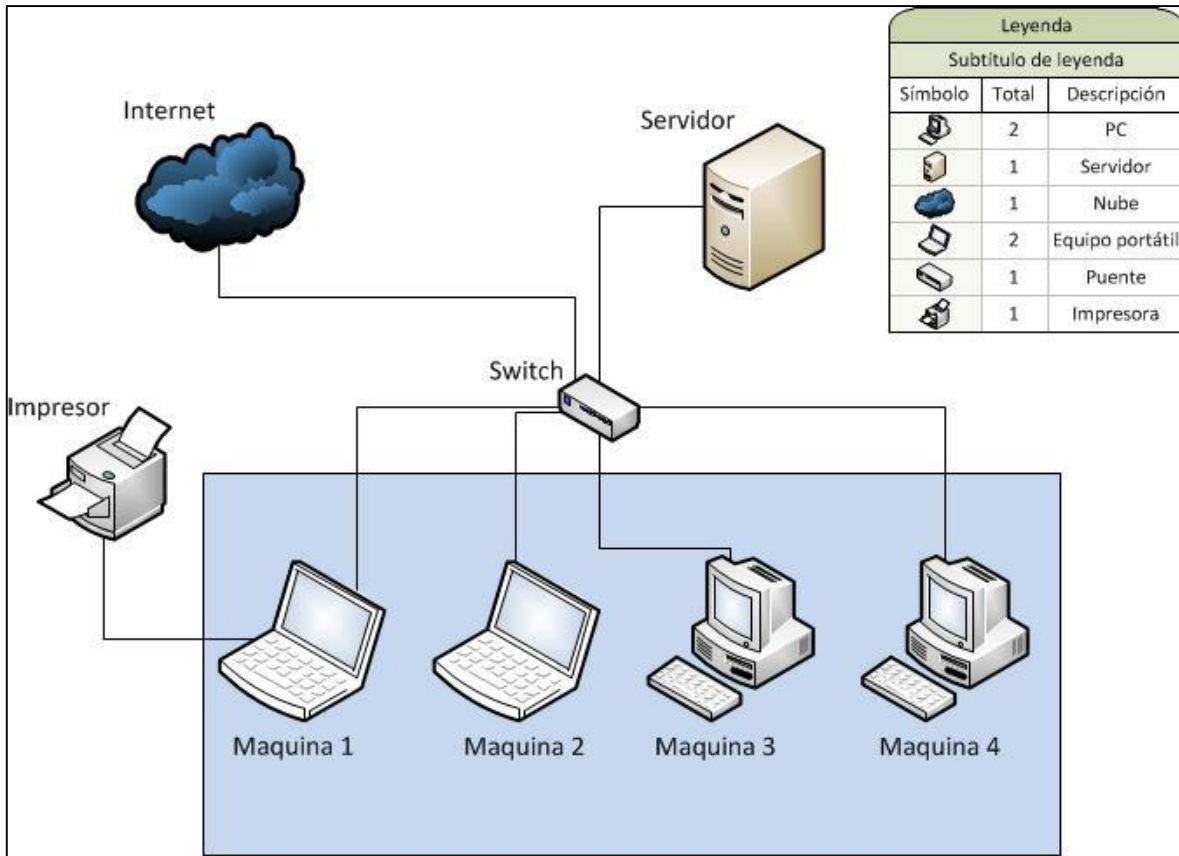 Leyenda
Subtítulo de leyenda
Símbolo Total Descripción
2 PC
1 Servidor
1 Nube
2 Equipo portátil
1 Puente
1 Impresora
Internet
Servidor
Switch
Impresor
Maquina 1
Maquina 2
Maquina 3
Maquina 4